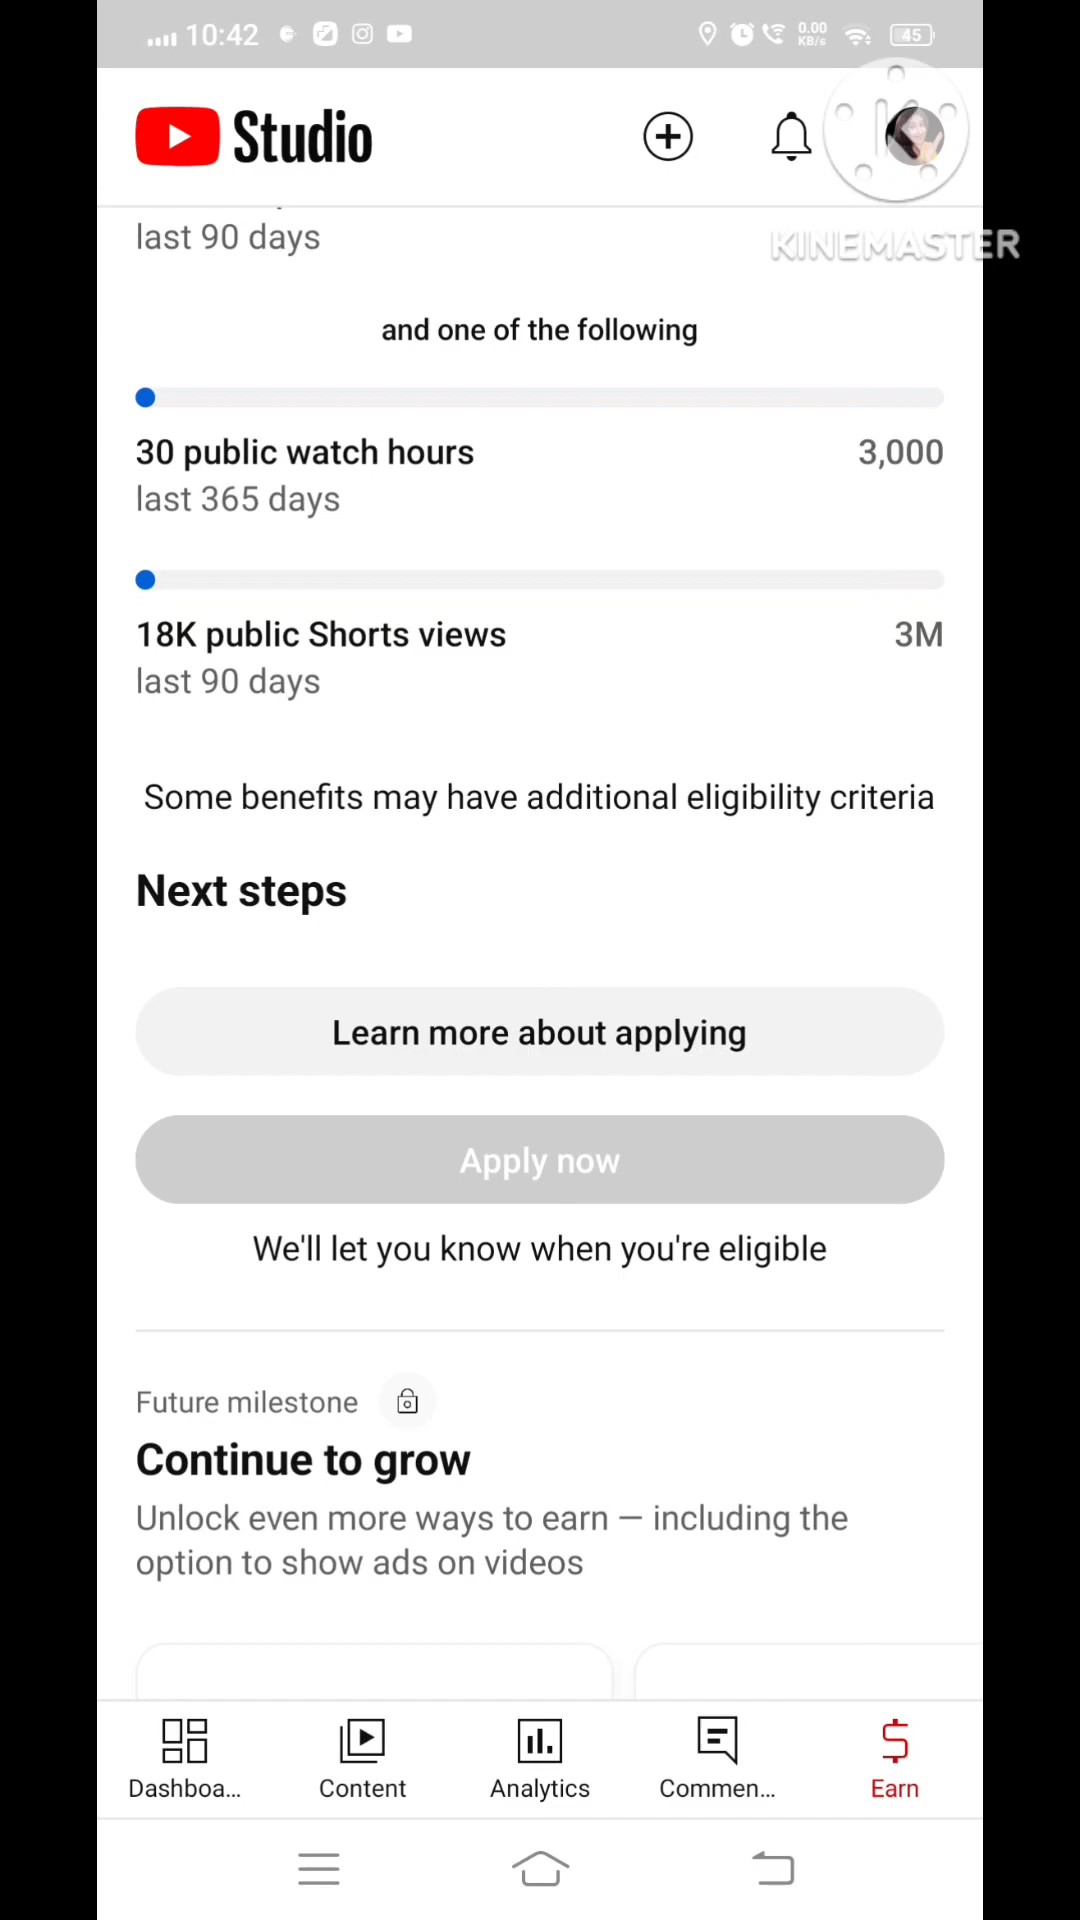 10:42
0.00
KB/s
45
Studio
KINEMASTER
last 90 days
and one of the following
30 public watch hours 3,000
last 365 days
18K public Shorts views 3M
last 90 days
Some benefits may have additional eligibility criteria
Next steps
Learn more about applying
Apply now
We'll let you know when you're eligible
Future milestone
Continue to grow
Unlock even more ways to earn — including the
option to show ads on videos
Dashboa... Content Analytics Commen... Earn